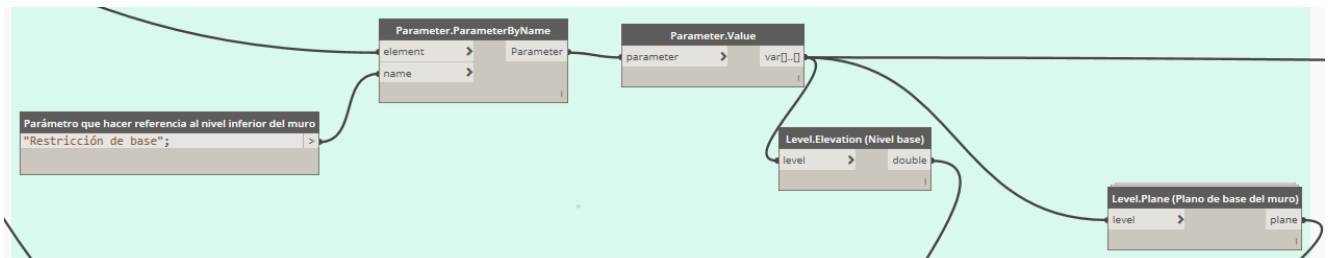 Parameter.ParameterByName
element > Parameter
name >
Parameter.Value
parameter > var[]..[]
Parámetro que hacer referencia al nivel inferior del muro
"Restricción de base"; >
Level.Elevation (Nivel base)
level > double
Level.Plane (Plano de base del muro)
level > plane